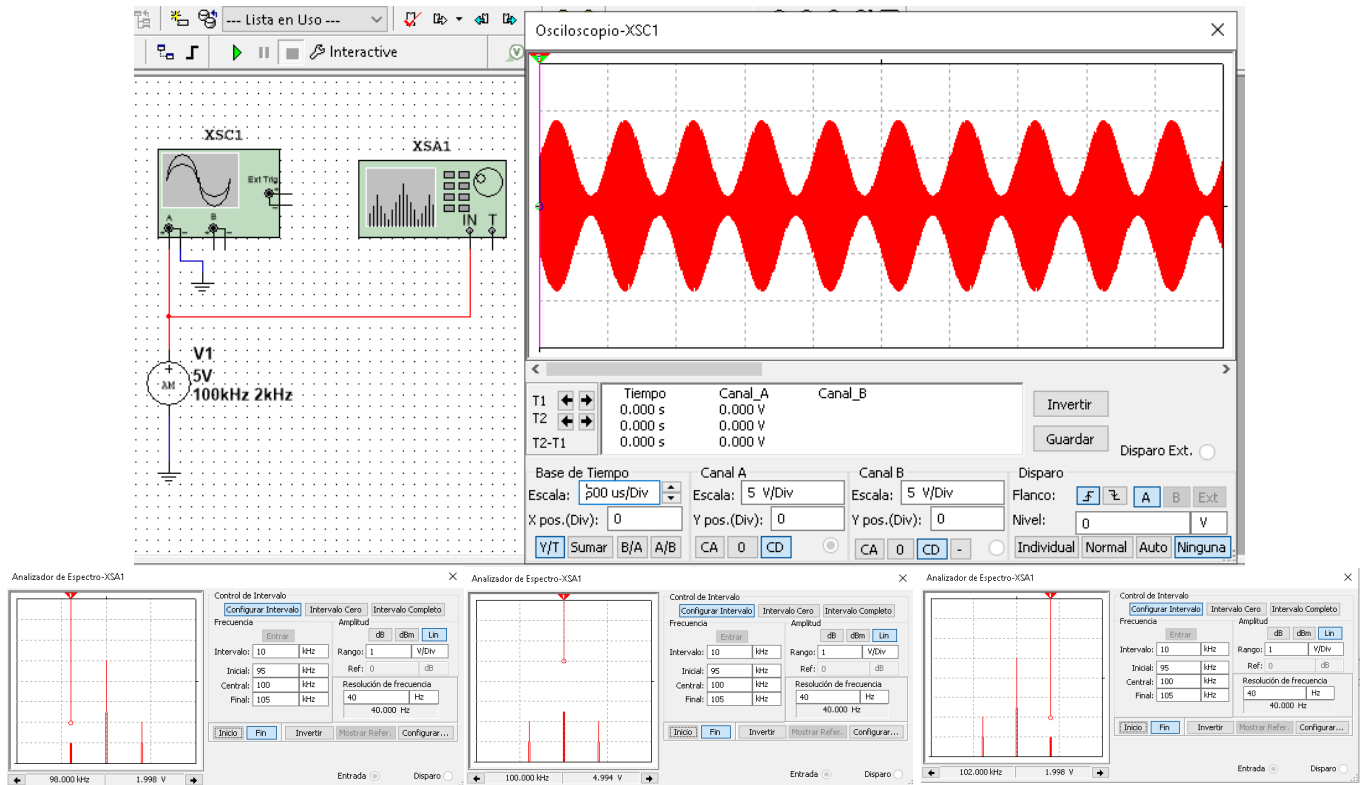 --- Lista en Uso ---
Interactive
V
Osciloscopio-XSC1
XSC1
Ext Trig
A
B
XSA1
IN T
V1
5V
100kHz 2kHz
AM
T1
T2
T2-T1
Tiempo Canal_A Canal_B
0.000 s 0.000 V
0.000 s 0.000 V
0.000 s 0.000 V
Invertir
Guardar
Disparo Ext.
Base de Tiempo
Escala: 500 us/Div
X pos.(Div): 0
Y/T Sumar B/A A/B
Canal A
Escala: 5 V/Div
Y pos.(Div): 0
CA 0 CD
Canal B
Escala: 5 V/Div
Y pos.(Div): 0
CA 0 CD -
Disparo
Flanco: A B Ext
Nivel: 0 V
Individual Normal Auto Ninguna
Analizador de Espectro-XSA1
Control de Intervalo
Configurar Intervalo Intervalo Cero Intervalo Completo
Frecuencia
Entrar
Intervalo: 10 kHz
Inicial: 95 kHz
Central: 100 kHz
Final: 105 kHz
Amplitud
dB dBm Lin
Rango: 1 V/Div
Ref: 0 dB
Resolución de frecuencia
40 Hz
40.000 Hz
Inicio Fin Invertir Mostrar Refer. Configurar...
98.000 kHz 1.998 V
Entrada Disparo
Analizador de Espectro-XSA1
Control de Intervalo
Configurar Intervalo Intervalo Cero Intervalo Completo
Frecuencia
Entrar
Intervalo: 10 kHz
Inicial: 95 kHz
Central: 100 kHz
Final: 105 kHz
Amplitud
dB dBm Lin
Rango: 1 V/Div
Ref: 0 dB
Resolución de frecuencia
40 Hz
40.000 Hz
Inicio Fin Invertir Mostrar Refer. Configurar...
100.000 kHz 4.994 V
Entrada Disparo
Analizador de Espectro-XSA1
Control de Intervalo
Configurar Intervalo Intervalo Cero Intervalo Completo
Frecuencia
Entrar
Intervalo: 10 kHz
Inicial: 95 kHz
Central: 100 kHz
Final: 105 kHz
Amplitud
dB dBm Lin
Rango: 1 V/Div
Ref: 0 dB
Resolución de frecuencia
40 Hz
40.000 Hz
Inicio Fin Invertir Mostrar Refer. Configurar...
102.000 kHz 1.998 V
Entrada Disparo